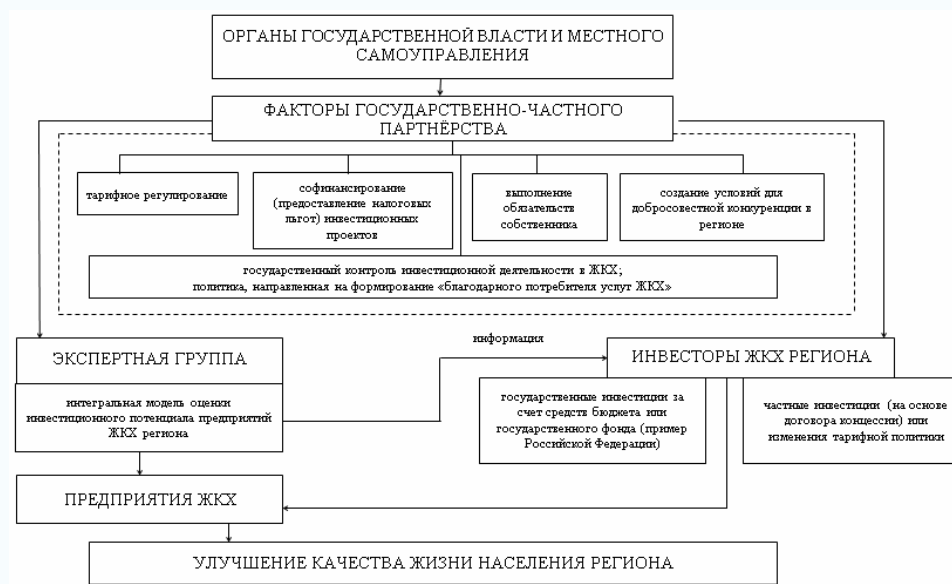 ОРГАНЫ ГОСУДАРСТВЕННОЙ ВЛАСТИ И МЕСТНОГО
САМОУПРАВЛЕНИЯ
ФАКТОРЫ ГОСУДАРСТВЕННО-ЧАСТНОГО
ПАРТНЁРСТВА
тарифное регулирование
софинансирование
(предоставление налоговых
льгот) инвестиционных
проектов
выполнение
обязательств
собственника
создание условий для
добросовестной конкуренции в
регионе
государственный контроль инвестиционной деятельности в ЖКХ;
политика, направленная на формирование «благодарного потребителя услуг ЖКХ»
ЭКСПЕРТНАЯ ГРУППА
интегральная модель оценки
инвестиционного потенциала предприятий
ЖКХ региона
информация
ИНВЕСТОРЫ ЖКХ РЕГИОНА
государственные инвестиции за
счет средств бюджета или
государственного фонда (пример
Российской Федерации)
частные инвестиции (на основе
договора концессии) или
изменения тарифной политики
ПРЕДПРИЯТИЯ ЖКХ
УЛУЧШЕНИЕ КАЧЕСТВА ЖИЗНИ НАСЕЛЕНИЯ РЕГИОНА